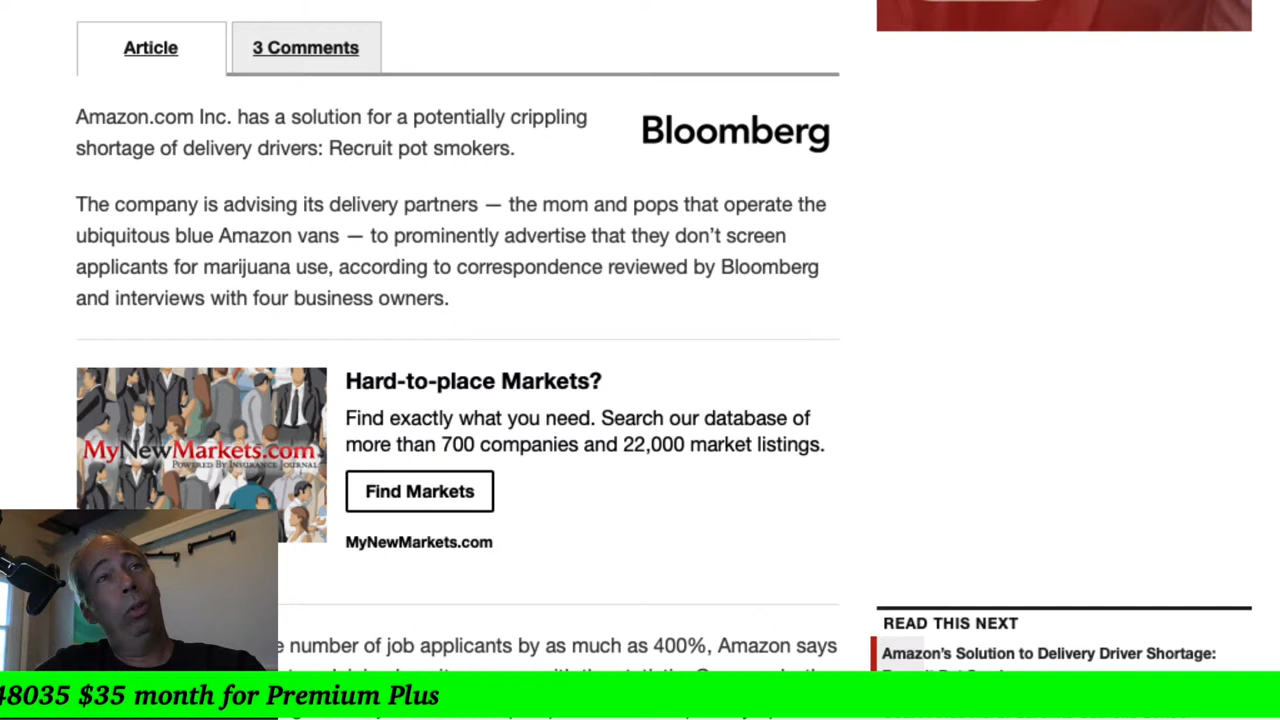 Article
3 Comments
Amazon.com Inc. has a solution for a potentially crippling
shortage of delivery drivers: Recruit pot smokers.
Bloomberg
The company is advising its delivery partners — the mom and pops that operate the
ubiquitous blue Amazon vans — to prominently advertise that they don't screen
applicants for marijuana use, according to correspondence reviewed by Bloomberg
and interviews with four business owners.
MyNewMarkets.com
POWERED BY INSURANCE JOURNAL
Hard-to-place Markets?
Find exactly what you need. Search our database of
more than 700 companies and 22,000 market listings.
Find Markets
MyNewMarkets.com
number of job applicants by as much as 400%, Amazon says
READ THIS NEXT
Amazon's Solution to Delivery Driver Shortage:
48035 $35 month for Premium Plus